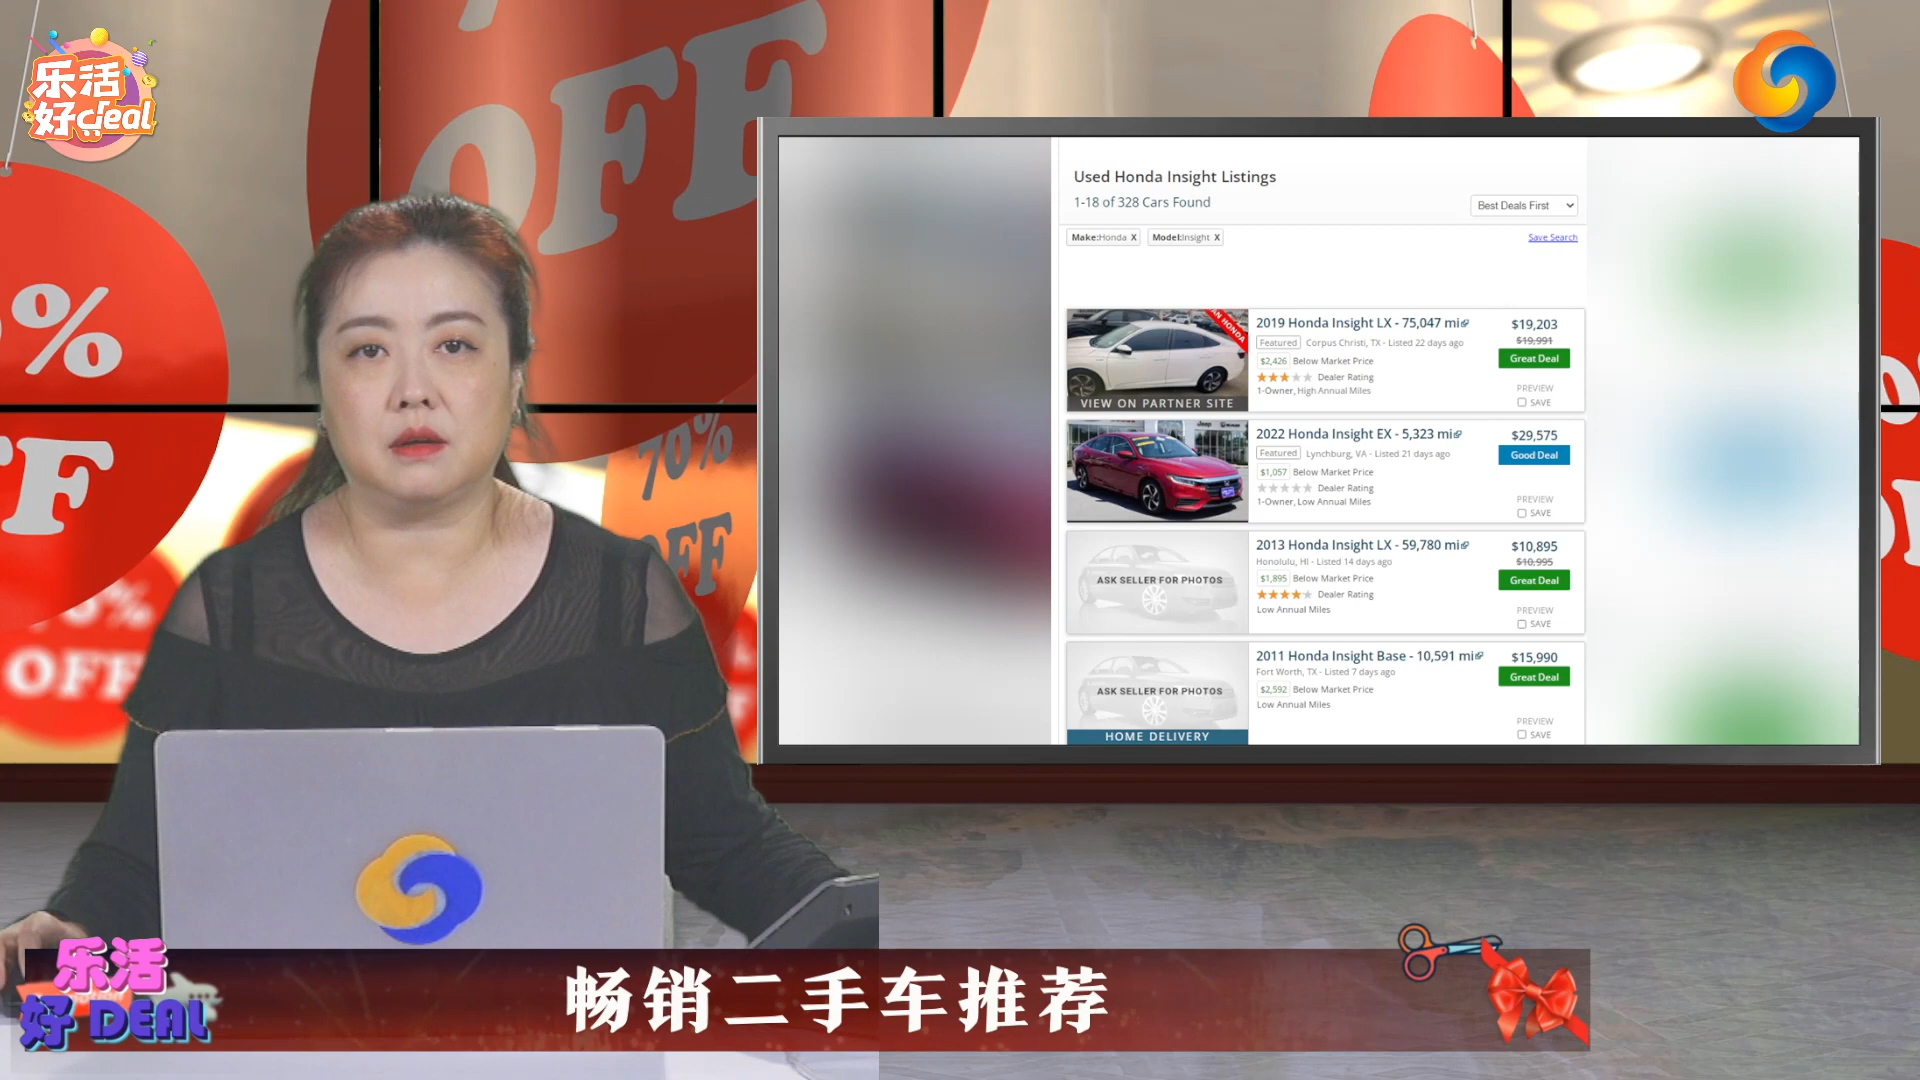 乐活
好deal
OFF
%
FF
70%
OFF
70%
OFF
Used Honda Insight Listings
1-18 of 328 Cars Found
Best Deals First
Make:Honda X
Model:Insight X
Save Search
2019 Honda Insight LX - 75,047 mi
$19,203
Featured
Corpus Christi, TX - Listed 22 days ago
$19,991
$2,426 Below Market Price
Great Deal
Dealer Rating
1-Owner, High Annual Miles
PREVIEW
SAVE
VIEW ON PARTNER SITE
2022 Honda Insight EX - 5,323 mi
$29,575
Featured
Lynchburg, VA - Listed 21 days ago
Good Deal
$1,057 Below Market Price
Dealer Rating
1-Owner, Low Annual Miles
PREVIEW
SAVE
2013 Honda Insight LX - 59,780 mi
$10,895
Honolulu, HI - Listed 14 days ago
$10,995
$1,895 Below Market Price
Great Deal
ASK SELLER FOR PHOTOS
Dealer Rating
Low Annual Miles
PREVIEW
SAVE
2011 Honda Insight Base - 10,591 mi
$15,990
Fort Worth, TX - Listed 7 days ago
Great Deal
$2,592 Below Market Price
ASK SELLER FOR PHOTOS
Low Annual Miles
PREVIEW
SAVE
HOME DELIVERY
乐活
好 DEAL
畅销二手车推荐